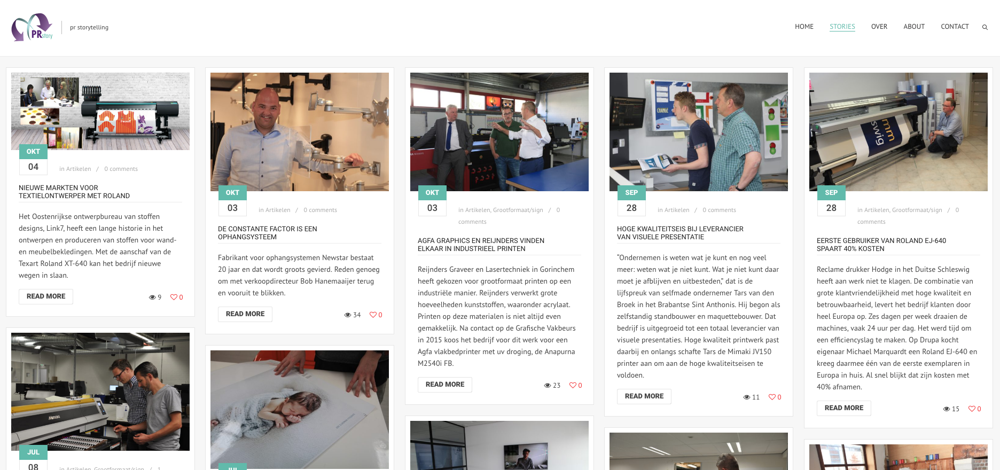 PRstory
pr storytelling
HOME
STORIES
OVER
ABOUT
CONTACT
OKT
04
in Artikelen / 0 comments
NIEUWE MARKTEN VOOR
TEXTIELONTWERPER MET ROLAND
Het Oostenrijkse ontwerpbureau van stoffen
designs, Link7, heeft een lange historie in het
ontwerpen en produceren van stoffen voor wand-
en meubelbekledingen. Met de aanschaf van de
Texart Roland XT-640 kan het bedrijf nieuwe
wegen in slaan.
READ MORE
9
0
Mimaki
JUL
08
in Artikelen, Grootformaat/sign / 1
OKT
03
in Artikelen / 0 comments
DE CONSTANTE FACTOR IS EEN
OPHANGSYSTEEM
Fabrikant voor ophangsystemen Newstar bestaat
20 jaar en dat wordt groots gevierd. Reden genoeg
om met verkoopdirecteur Bob Hanemaaijer terug
en vooruit te blikken.
READ MORE
34
0
JUL
OKT
03
in Artikelen, Grootformaat/sign / 0
comments
AGFA GRAPHICS EN REIJNDERS VINDEN
ELKAAR IN INDUSTRIEEL PRINTEN
Reijnders Graveer en Lasertechniek in Gorinchem
heeft gekozen voor grootformaat printen op een
industriële manier. Reijnders verwerkt grote
hoeveelheden kunststoffen, waaronder acrylaat.
Printen op deze materialen is niet altijd even
gemakkelijk. Na contact op de Grafische Vakbeurs
in 2015 koos het bedrijf voor dit werk voor een
Agfa vlakbedprinter met uv droging, de Anapurna
M2540i FB.
READ MORE
23
0
CHANGE
SEP
28
in Artikelen / 0 comments
HOGE KWALITEITSEIS BIJ LEVERANCIER
VAN VISUELE PRESENTATIE
“Ondernemen is weten wat je kunt en nog veel
meer: weten wat je niet kunt. Wat je niet kunt daar
moet je afblijven en uitbesteden,” dat is de
lijfspreuk van selfmade ondernemer Tars van den
Broek in het Brabantse Sint Anthonis. Hij begon als
zelfstandig standbouwer en maquettebouwer. Dat
bedrijf is uitgegroeid tot een totaal leverancier van
visuele presentaties. Hoge kwaliteit printwerk past
daarbij en onlangs schafte Tars de Mimaki JV150
printer aan om aan de hoge kwaliteitseisen te
voldoen.
READ MORE
11
0
swig
SEP
28
in Artikelen, Grootformaat/sign / 0
comments
EERSTE GEBRUIKER VAN ROLAND EJ-640
SPAART 40% KOSTEN
Reclame drukker Hodge in het Duitse Schleswig
heeft aan werk niet te klagen. De combinatie van
grote klantvriendelijkheid met hoge kwaliteit en
betrouwbaarheid, levert het bedrijf klanten door
heel Europa op. Zes dagen per week draaien de
machines, vaak 24 uur per dag. Het werd tijd om
een efficiencyslag te maken. Op Drupa kocht
eigenaar Michael Marquardt een Roland EJ-640 en
kreeg daarmee één van de eerste exemplaren in
Europa in huis. Al snel blijkt dat zijn kosten met
40% afnamen.
READ MORE
15
0